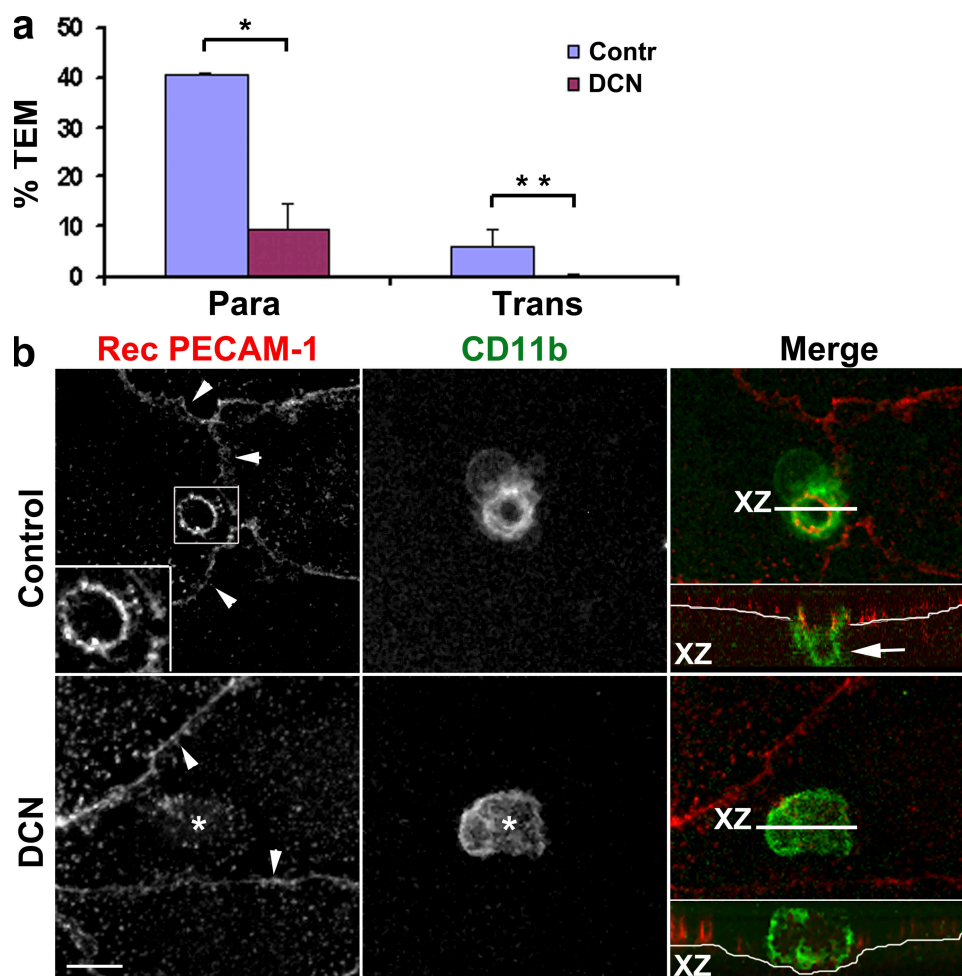 a
50
40
30
20
10
0
% TEM
*
* *
Contr
DCN
Para
Trans
b
Rec PECAM-1
CD11b
Merge
Control
XZ
XZ
DCN
*
*
XZ
XZ